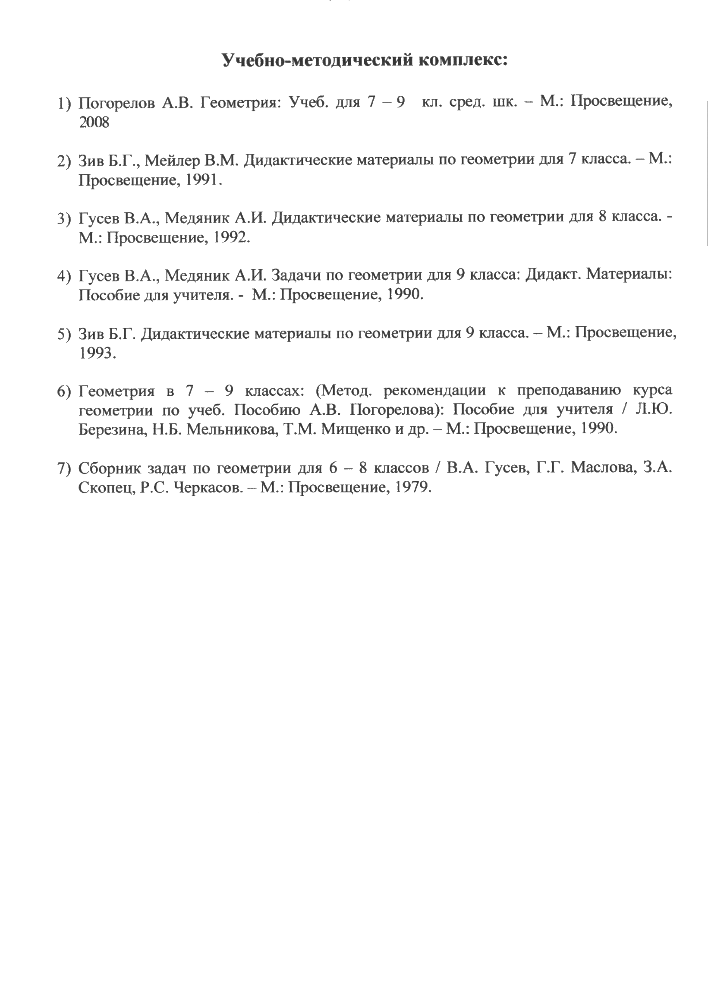 Учебно-методический комплекс:
1) Погорелов А.В. Геометрия: Учеб. для 7 – 9 кл. сред. шк. – М.: Просвещение,
2008
2) Зив Б.Г., Мейлер В.М. Дидактические материалы по геометрии для 7 класса. – М.:
Просвещение, 1991.
3) Гусев В.А., Медяник А.И. Дидактические материалы по геометрии для 8 класса. -
М.: Просвещение, 1992.
4) Гусев В.А., Медяник А.И. Задачи по геометрии для 9 класса: Дидакт. Материалы:
Пособие для учителя. - М.: Просвещение, 1990.
5) Зив Б.Г. Дидактические материалы по геометрии для 9 класса. – М.: Просвещение,
1993.
6) Геометрия в 7 – 9 классах: (Метод. рекомендации к преподаванию курса
геометрии по учеб. Пособию А.В. Погорелова): Пособие для учителя / Л.Ю.
Березина, Н.Б. Мельникова, Т.М. Мищенко и др. – М.: Просвещение, 1990.
7) Сборник задач по геометрии для 6 – 8 классов / В.А. Гусев, Г.Г. Маслова, З.А.
Скопец, Р.С. Черкасов. – М.: Просвещение, 1979.